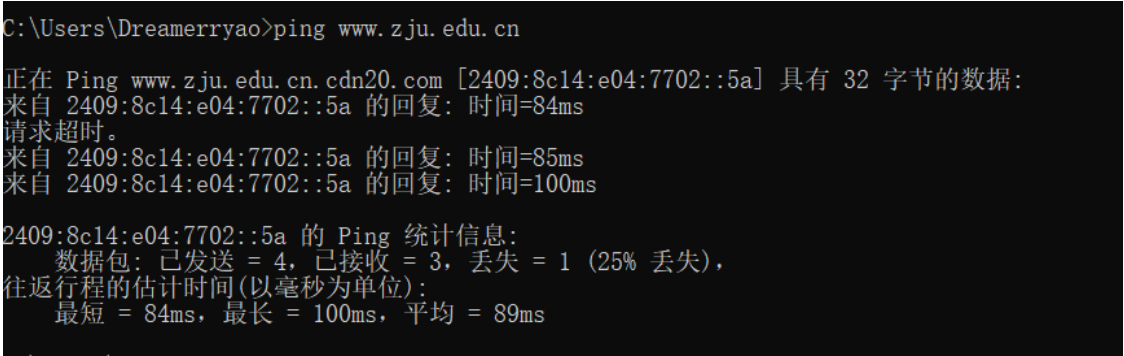 C:\Users\Dreamerryao>ping www.zju.edu.cn
正在 Ping www.zju.edu.cn.cdn20.com [2409:8c14:e04:7702::5a] 具有 32 字节的数据:
来自 2409:8c14:e04:7702::5a 的回复: 时间=84ms
请求超时。
来自 2409:8c14:e04:7702::5a 的回复: 时间=85ms
来自 2409:8c14:e04:7702::5a 的回复: 时间=100ms
2409:8c14:e04:7702::5a 的 Ping 统计信息:
数据包: 已发送 = 4，已接收 = 3，丢失 = 1 (25% 丢失)，
往返行程的估计时间(以毫秒为单位):
最短 = 84ms，最长 = 100ms，平均 = 89ms